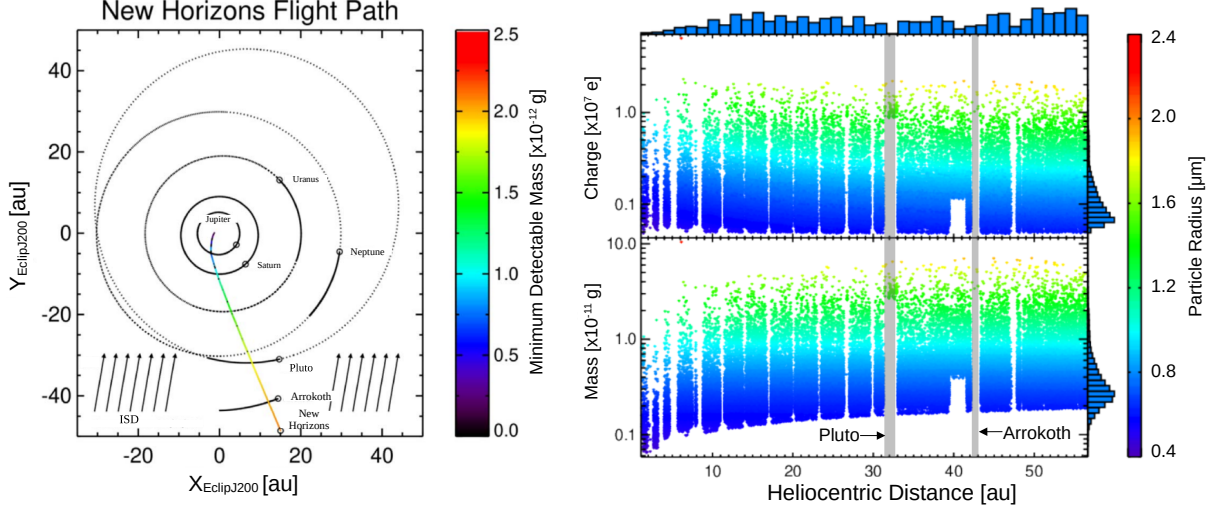 New Horizons Flight Path
40
20
0
-20
-40
Y EclipJ200 [au]
Uranus
Jupiter
Neptune
Saturn
Pluto
Arrokoth
New
Horizons
ISD
-20
0
20
40
X EclipJ200 [au]
2.5
2.0
1.5
1.0
0.5
0.0
Minimum Detectable Mass [x10-12 g]
Charge [x10⁷ e]
1.0
0.1
Mass [x10-11 g]
10.0
1.0
0.1
Pluto
Arrokoth
10
20
30
40
50
Heliocentric Distance [au]
2.4
2.0
1.6
1.2
0.8
0.4
Particle Radius [µm]